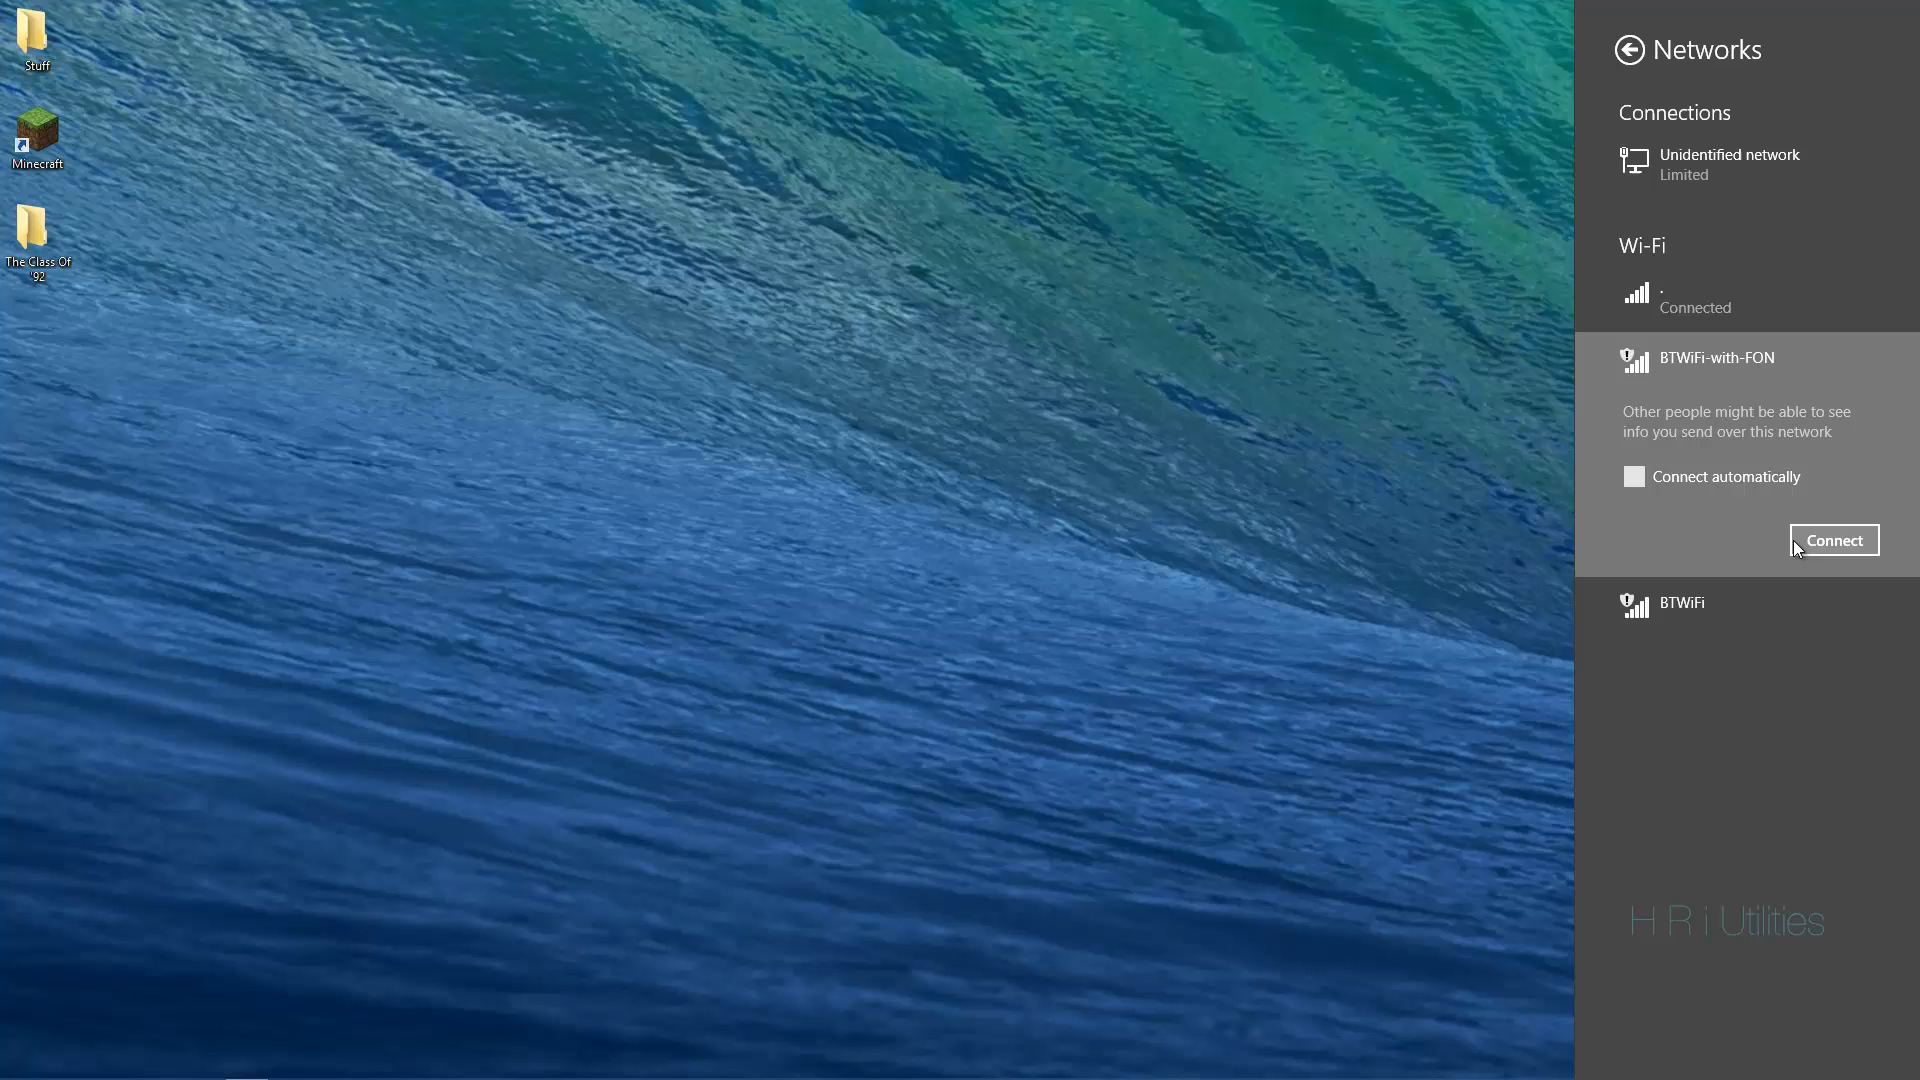 Stuff
Minecraft
The Class Of
'92
Networks
Connections
Unidentified network
Limited
Wi-Fi
.
Connected
BTWiFi-with-FON
Other people might be able to see
info you send over this network
Connect automatically
Connect
BTWiFi
H R i Utilities